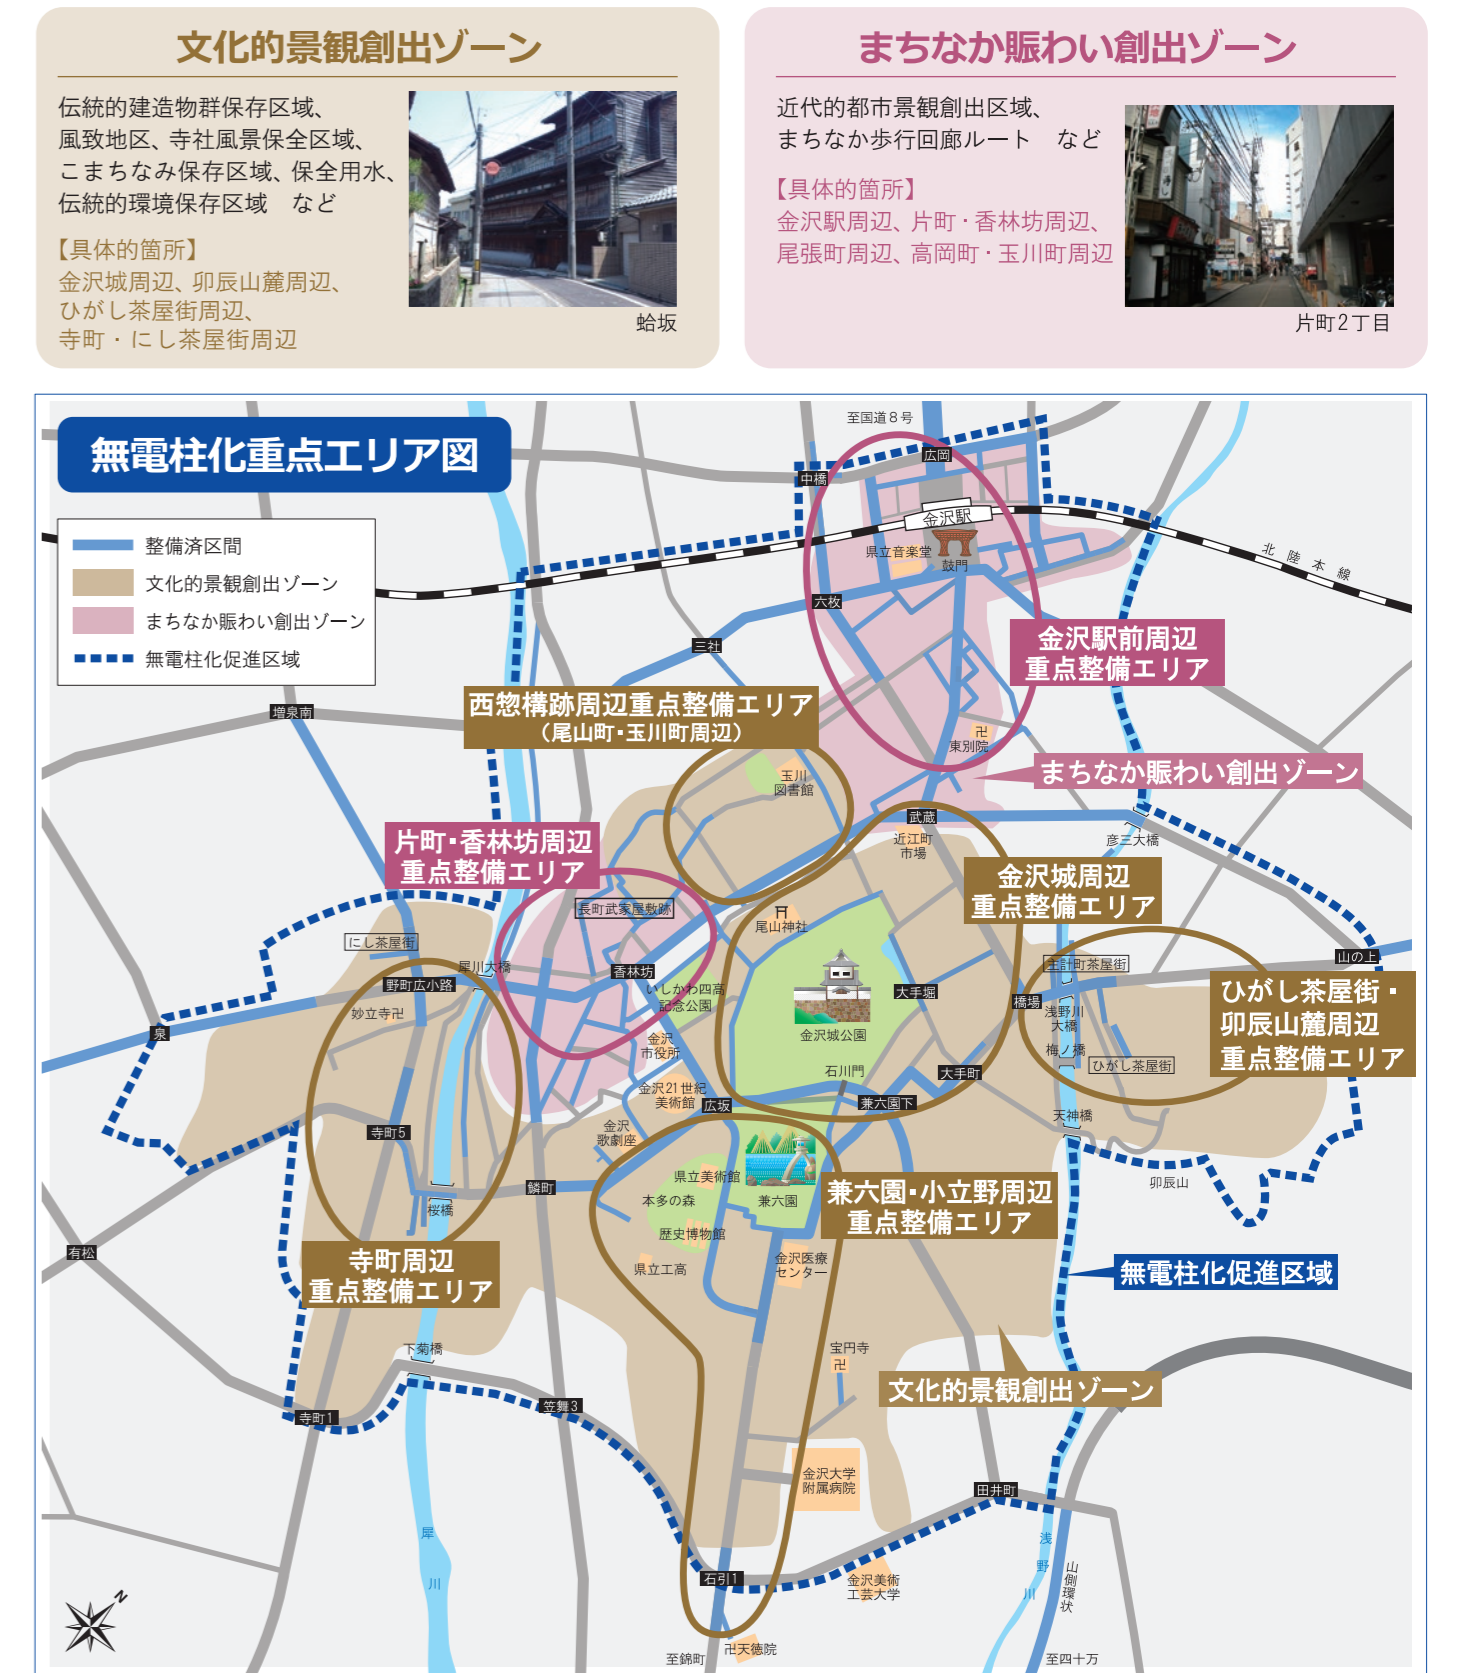 文化的景観創出ゾーン
伝統的建造物群保存区域、
風致地区、寺社風景保全区域、
こまちなみ保存区域、保全用水、
伝統的環境保存区域　など
【具体的箇所】
金沢城周辺、卯辰山麓周辺、
ひがし茶屋街周辺、
寺町・にし茶屋街周辺
蛤坂
まちなか賑わい創出ゾーン
近代的都市景観創出区域、
まちなか歩行回廊ルート　など
【具体的箇所】
金沢駅周辺、片町・香林坊周辺、
尾張町周辺、高岡町・玉川町周辺
片町2丁目
無電柱化重点エリア図
整備済区間
文化的景観創出ゾーン
まちなか賑わい創出ゾーン
無電柱化促進区域
至国道8号
広岡
中橋
金沢駅
県立音楽堂
鼓門
北陸本線
六枚
三社
金沢駅前周辺
重点整備エリア
増泉南
西惣構跡周辺重点整備エリア
（尾山町・玉川町周辺）
卍
東別院
まちなか賑わい創出ゾーン
玉川
図書館
武蔵
近江町
市場
彦三大橋
片町・香林坊周辺
重点整備エリア
金沢城周辺
重点整備エリア
長町武家屋敷跡
尾山神社
にし茶屋街
犀川大橋
香林坊
野町広小路
いしかわ四高
記念公園
主計町茶屋街
山の上
大手堀
橋場
浅野川
大橋
ひがし茶屋街・
卯辰山麓周辺
重点整備エリア
妙立寺卍
泉
金沢
市役所
金沢城公園
梅ノ橋
ひがし茶屋街
石川門
大手町
金沢21世紀
美術館
広坂
兼六園下
天神橋
寺町5
金沢
歌劇座
県立美術館
本多の森
兼六園
鱗町
桜橋
兼六園・小立野周辺
重点整備エリア
卯辰山
歴史博物館
県立工高
金沢医療
センター
有松
寺町周辺
重点整備エリア
無電柱化促進区域
下菊橋
宝円寺
卍
文化的景観創出ゾーン
寺町1
笠舞3
金沢大学
附属病院
田井町
犀川
浅野川
山側環状
石引1
金沢美術
工芸大学
N
卍天徳院
至錦町
至四十万